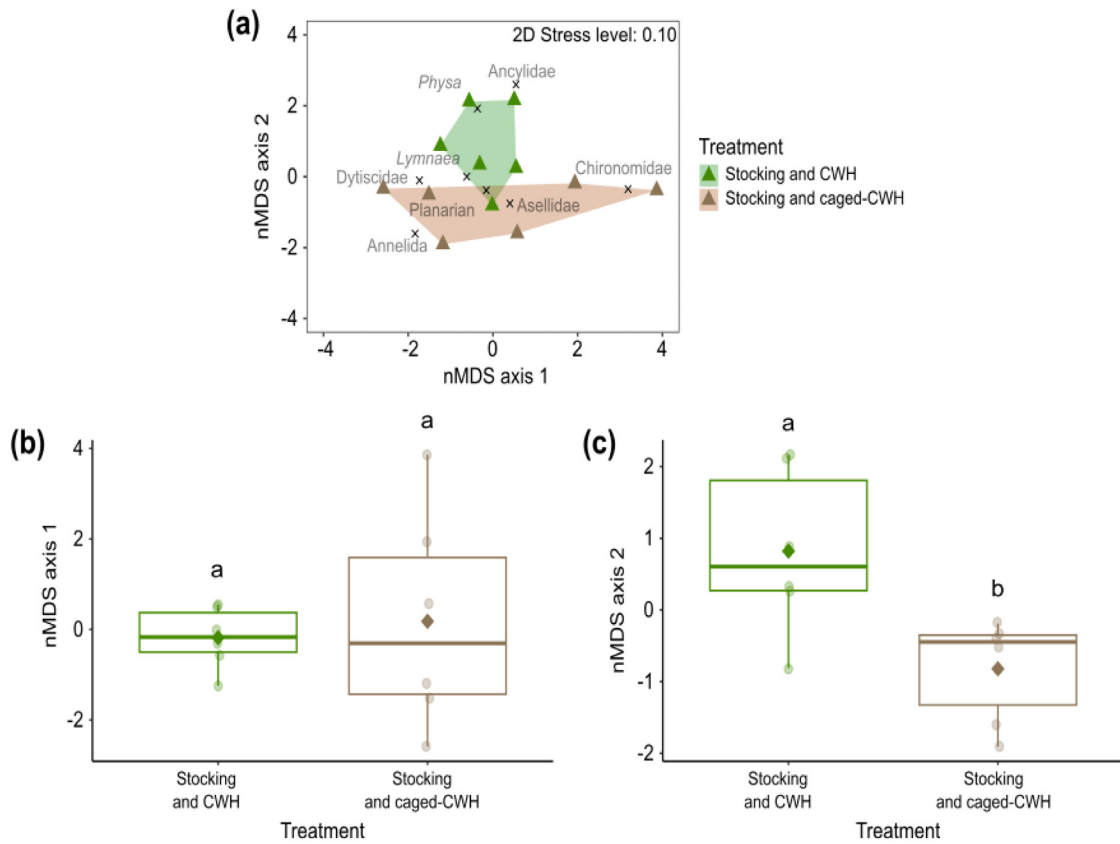 (a)
2D Stress level: 0.10
4
2
0
-2
-4
nMDS axis 2
Physa
Ancylidae
Lymnaea
Chironomidae
Dytiscidae
Planarian
Asellidae
Annelida
-4
-2
0
2
4
nMDS axis 1
Treatment
Stocking and CWH
Stocking and caged-CWH
(b)
4
2
0
-2
nMDS axis 1
a
a
Stocking
and CWH
Stocking
and caged-CWH
Treatment
(c)
2
1
0
-1
-2
nMDS axis 2
a
b
Stocking
and CWH
Stocking
and caged-CWH
Treatment